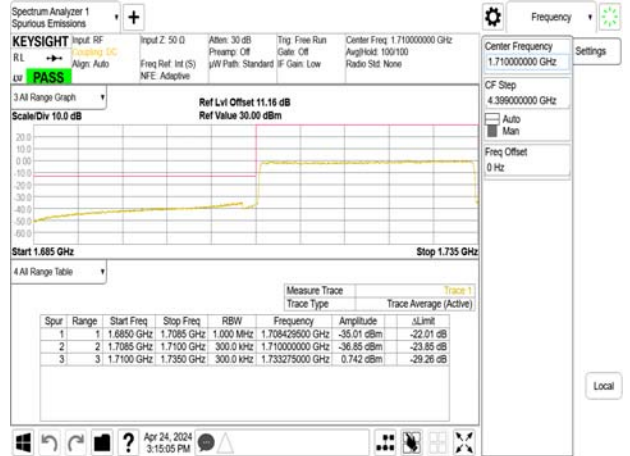 Spectrum Analyzer 1
Spurious Emissions
+
Frequency
KEYSIGHT
RL
PASS
Input: RF
Coupling: DC
Align: Auto
Input Z: 50 Ω
Freq Ref: Int (S)
NFE: Adaptive
Atten: 30 dB
Preamp: Off
µW Path: Standard
Trig: Free Run
Gate: Off
IF Gain: Low
Center Freq: 1.710000000 GHz
Avg|Hold: 100/100
Radio Std: None
Center Frequency
1.710000000 GHz
Settings
CF Step
4.399000000 GHz
Auto
Man
Freq Offset
0 Hz
3 All Range Graph
Scale/Div 10.0 dB
Ref Lvl Offset 11.16 dB
Ref Value 30.00 dBm
20.0
10.0
0.00
-10.0
-20.0
-30.0
-40.0
-50.0
-60.0
Start 1.685 GHz
Stop 1.735 GHz
4 All Range Table
Measure Trace Trace 1
Trace Type Trace Average (Active)
Spur Range Start Freq Stop Freq RBW Frequency Amplitude ΔLimit
1 1 1.6850 GHz 1.7085 GHz 1.000 MHz 1.708429500 GHz -35.01 dBm -22.01 dB
2 2 1.7085 GHz 1.7100 GHz 300.0 kHz 1.710000000 GHz -36.85 dBm -23.85 dB
3 3 1.7100 GHz 1.7350 GHz 300.0 kHz 1.733275000 GHz 0.742 dBm -29.26 dB
Local
?
Apr 24, 2024
3:15:05 PM